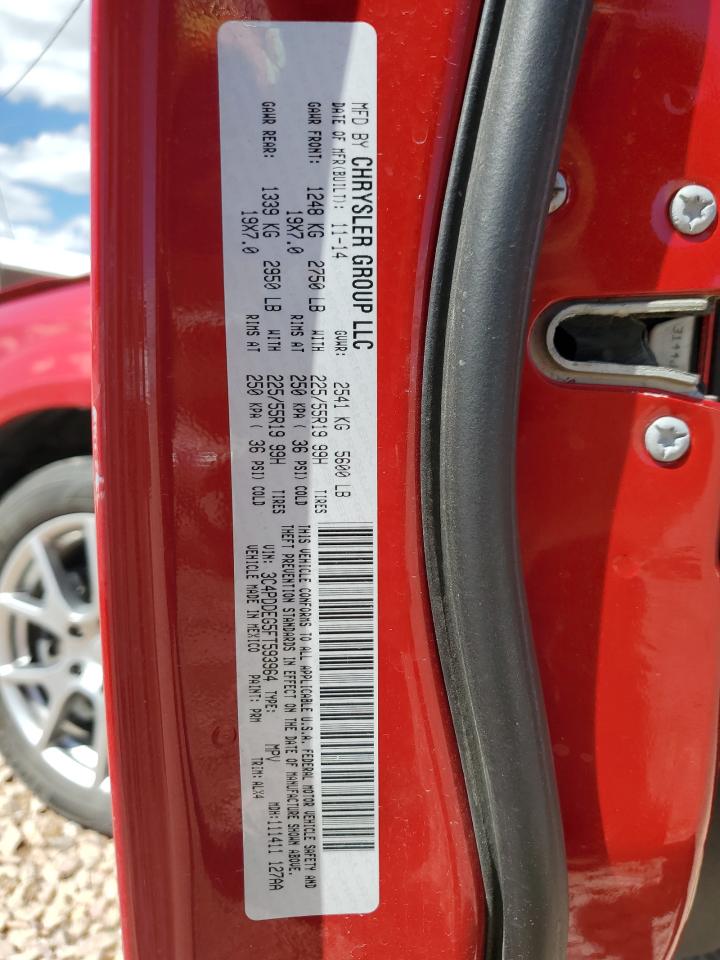 MFD BY CHRYSLER GROUP LLC
DATE OF MFR(BUILT): 11-14 GVWR: 2541 KG 5600 LB
GAWR FRONT: 1248 KG 2750 LB WITH 225/55R19 99H TIRES
19X7.0 RIMS AT 250 KPA ( 36 PSI) COLD
GAWR REAR: 1339 KG 2950 LB WITH 225/55R19 99H TIRES
19X7.0 RIMS AT 250 KPA ( 36 PSI) COLD
THIS VEHICLE CONFORMS TO ALL APPLICABLE U.S.A. FEDERAL MOTOR VEHICLE SAFETY AND
THEFT PREVENTION STANDARDS IN EFFECT ON THE DATE OF MANUFACTURE SHOWN ABOVE.
VIN: 3C4PDDEG5FT593964 TYPE: MPV MDH:111411 127AA
VEHICLE MADE IN MEXICO PAINT: PRM TRIM: ALX4